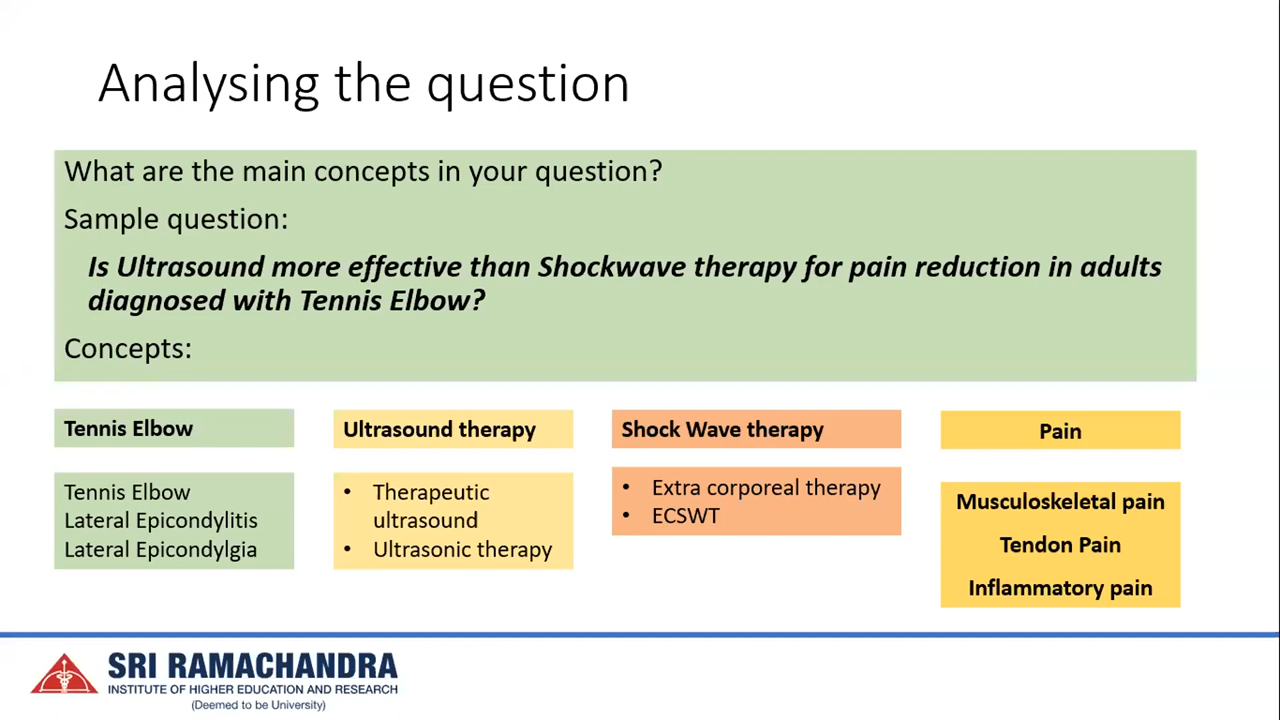 Analysing the question
What are the main concepts in your question?
Sample question:
Is Ultrasound more effective than Shockwave therapy for pain reduction in adults
diagnosed with Tennis Elbow?
Concepts:
Tennis Elbow
Tennis Elbow
Lateral Epicondylitis
Lateral Epicondylgia
Ultrasound therapy
• Therapeutic
ultrasound
• Ultrasonic therapy
Shock Wave therapy
• Extra corporeal therapy
• ECSWT
Pain
Musculoskeletal pain
Tendon Pain
Inflammatory pain
SRI RAMACHANDRA
INSTITUTE OF HIGHER EDUCATION AND RESEARCH
(Deemed to be University)